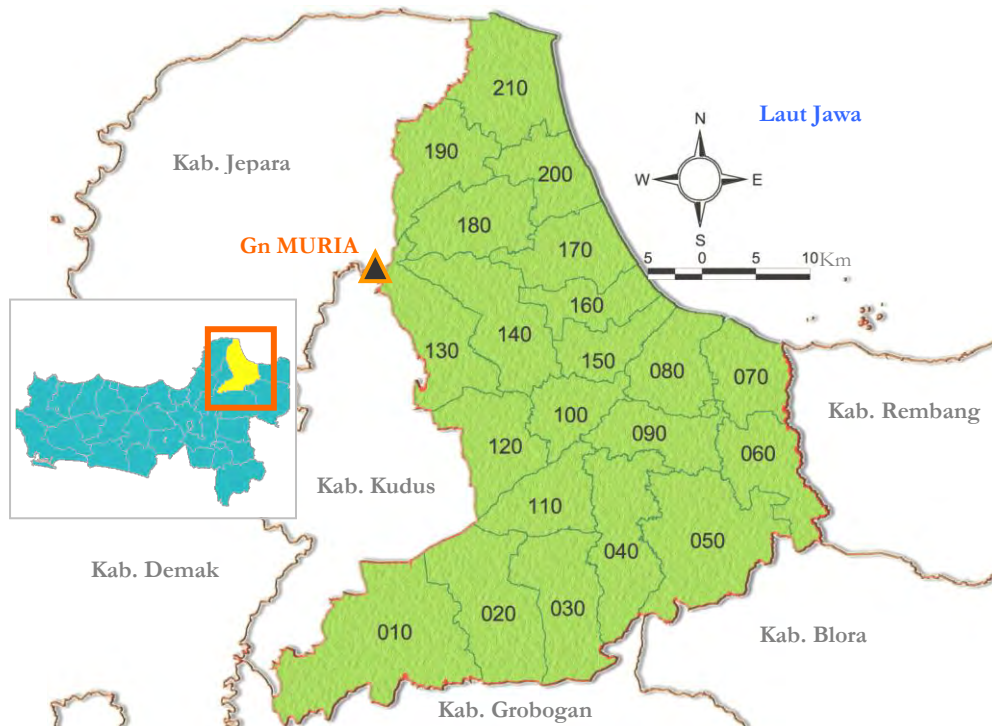 210
Laut Jawa
N
190
Kab. Jepara
200
W
E
180
S
Gn MURIA
170
5 0 5 10 Km
160
140
130
150
080
070
100
Kab. Rembang
090
120
060
Kab. Kudus
110
050
040
Kab. Demak
020
030
010
Kab. Blora
Kab. Grobogan